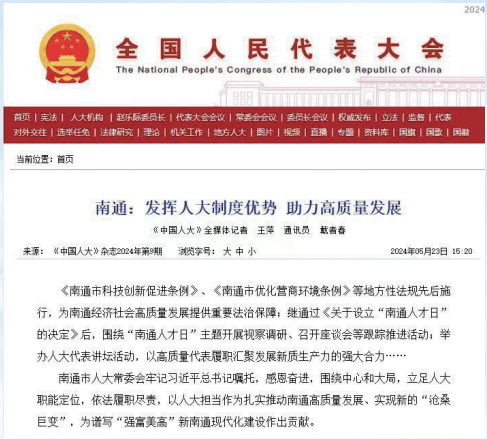 2024
全国人民代表大会
The National People's Congress of the People's Republic of China
首页 | 宪法 | 人大机构 | 赵乐际委员长 | 代表大会会议 | 常委会会议 | 委员长会议 | 权威发布 | 立法 | 监督 | 代表
对外交往 | 选举任免 | 法律研究 | 理论 | 机关工作 | 地方人大 | 图片 | 视频 | 直播 | 专题 | 资料库 | 国旗 | 国歌 | 国徽
当前位置：首页
南通：发挥人大制度优势 助力高质量发展
《中国人大》全媒体记者 王萍 通讯员 戴者春
来源：《中国人大》杂志2024年第9期 浏览字号：大 中 小 2024年05月23日 15:20
《南通市科技创新促进条例》、《南通市优化营商环境条例》等地方性法规先后施
行，为南通经济社会高质量发展提供重要法治保障；继通过《关于设立“南通人才日”
的决定》后，围绕“南通人才日”主题开展视察调研、召开座谈会等跟踪推进活动；举
办人大代表讲坛活动，以高质量代表履职汇聚发展新质生产力的强大合力……
南通市人大常委会牢记习近平总书记嘱托，感恩奋进，围绕中心和大局，立足人大
职能定位，依法履职尽责，以人大担当作为扎实推动南通高质量发展、实现新的“沧桑
巨变”，为谱写“强富美高”新南通现代化建设作出贡献。